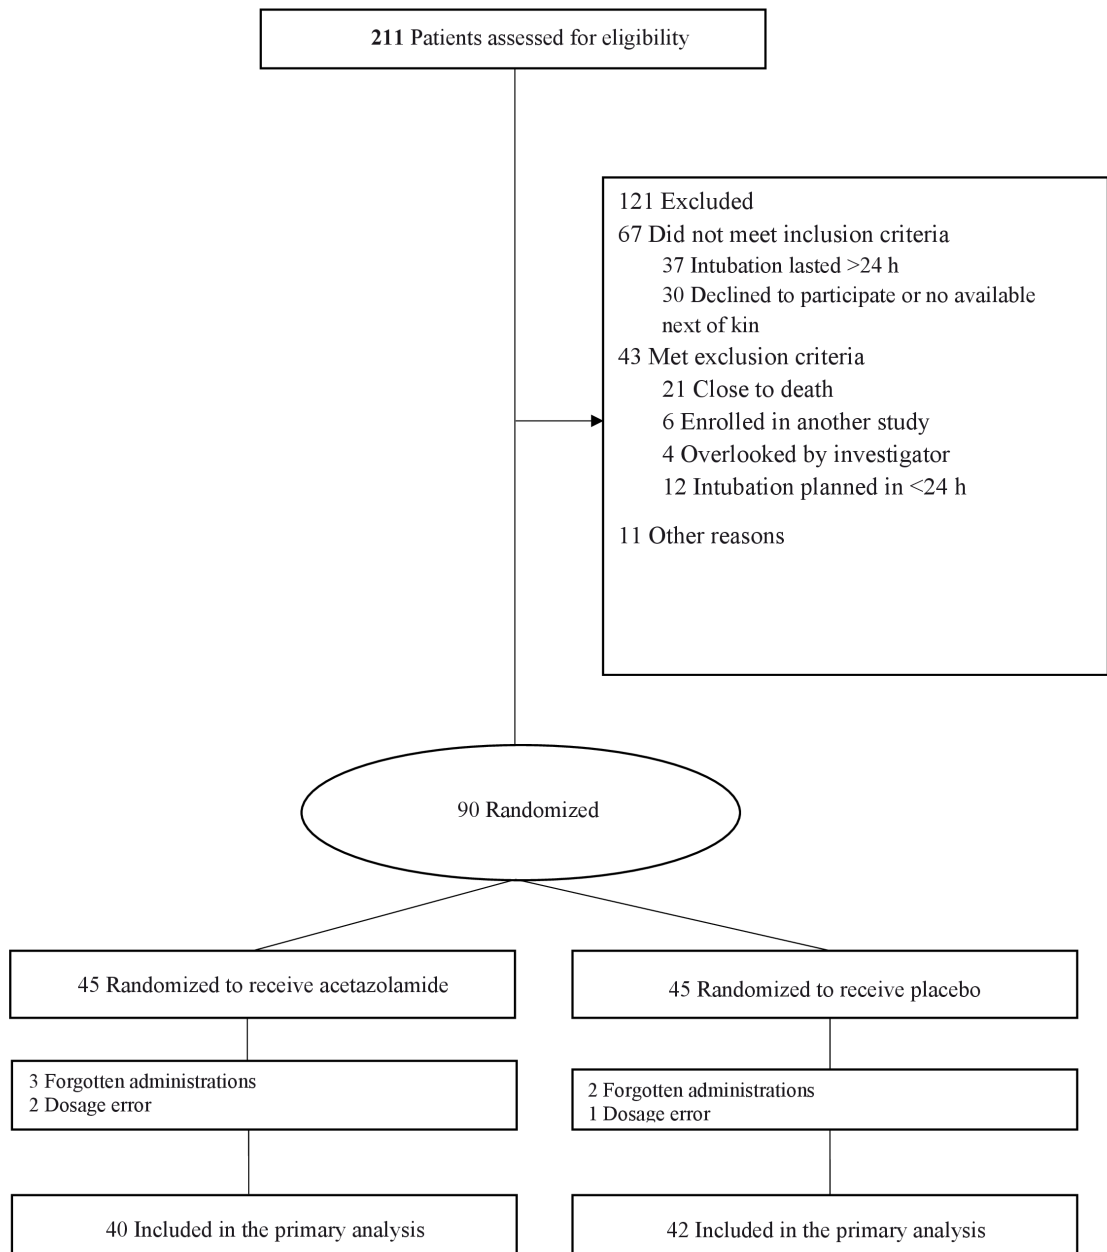 211 Patients assessed for eligibility
121 Excluded
67 Did not meet inclusion criteria
37 Intubation lasted >24 h
30 Declined to participate or no available
next of kin
43 Met exclusion criteria
21 Close to death
6 Enrolled in another study
4 Overlooked by investigator
12 Intubation planned in <24 h
11 Other reasons
90 Randomized
45 Randomized to receive acetazolamide
3 Forgotten administrations
2 Dosage error
40 Included in the primary analysis
45 Randomized to receive placebo
2 Forgotten administrations
1 Dosage error
42 Included in the primary analysis